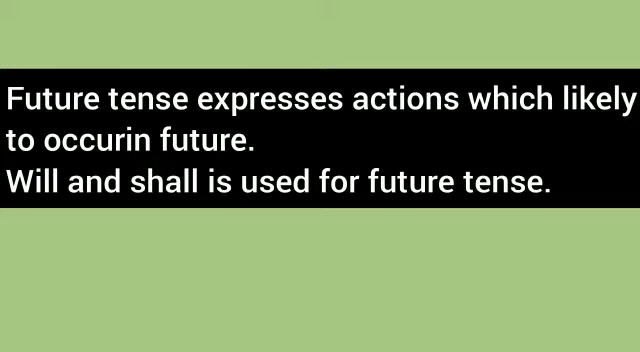 Future tense expresses actions which likely
to occurin future.
Will and shall is used for future tense.